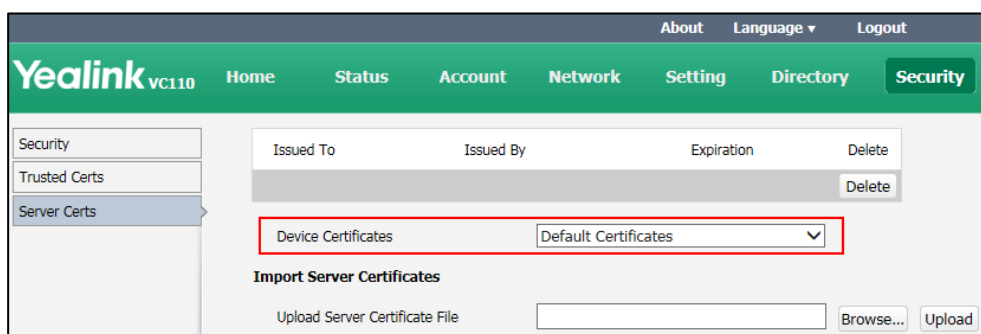 About Language ▾ Logout
Yealink VC110 Home Status Account Network Setting Directory Security
Security
Trusted Certs
Server Certs
Issued To Issued By Expiration Delete
Delete
Device Certificates Default Certificates
Import Server Certificates
Upload Server Certificate File Browse... Upload